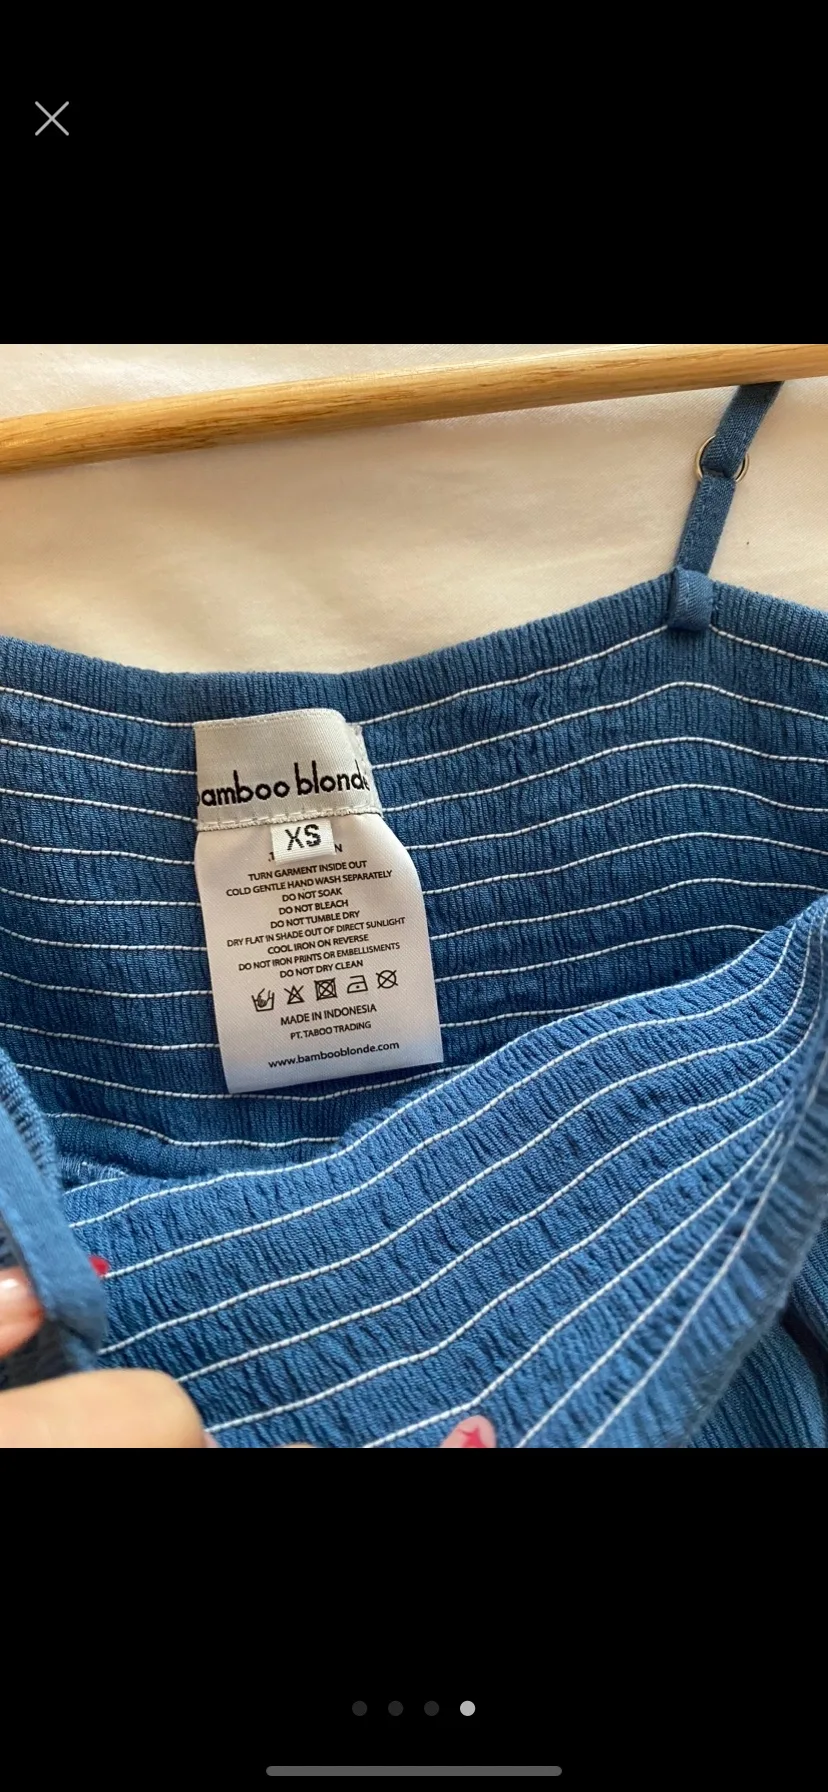 bamboo blonde
XS
TURN GARMENT INSIDE OUT
COLD GENTLE HAND WASH SEPARATELY
DO NOT SOAK
DO NOT BLEACH
DO NOT TUMBLE DRY
DRY FLAT IN SHADE OUT OF DIRECT SUNLIGHT
COOL IRON ON REVERSE
DO NOT IRON PRINTS OR EMBELLISHMENTS
DO NOT DRY CLEAN
MADE IN INDONESIA
PT. TABOO TRADING
www.bambooblonde.com